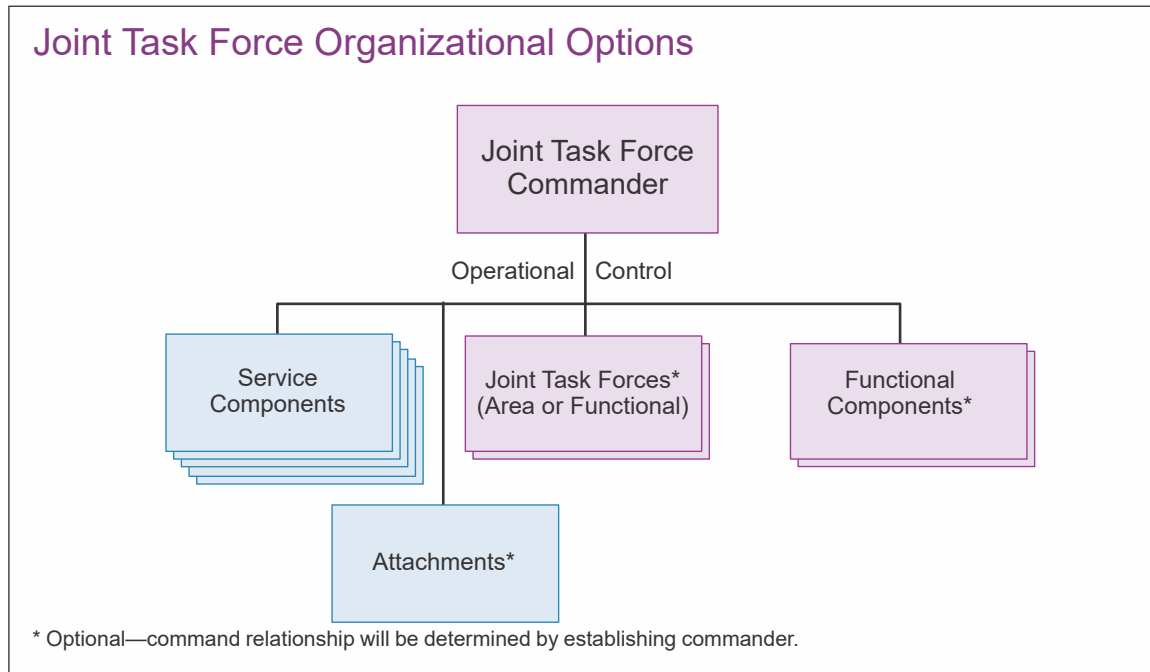 Joint Task Force Organizational Options
Joint Task Force
Commander
Operational Control
Service
Components
Joint Task Forces*
(Area or Functional)
Functional
Components*
Attachments*
* Optional—command relationship will be determined by establishing commander.